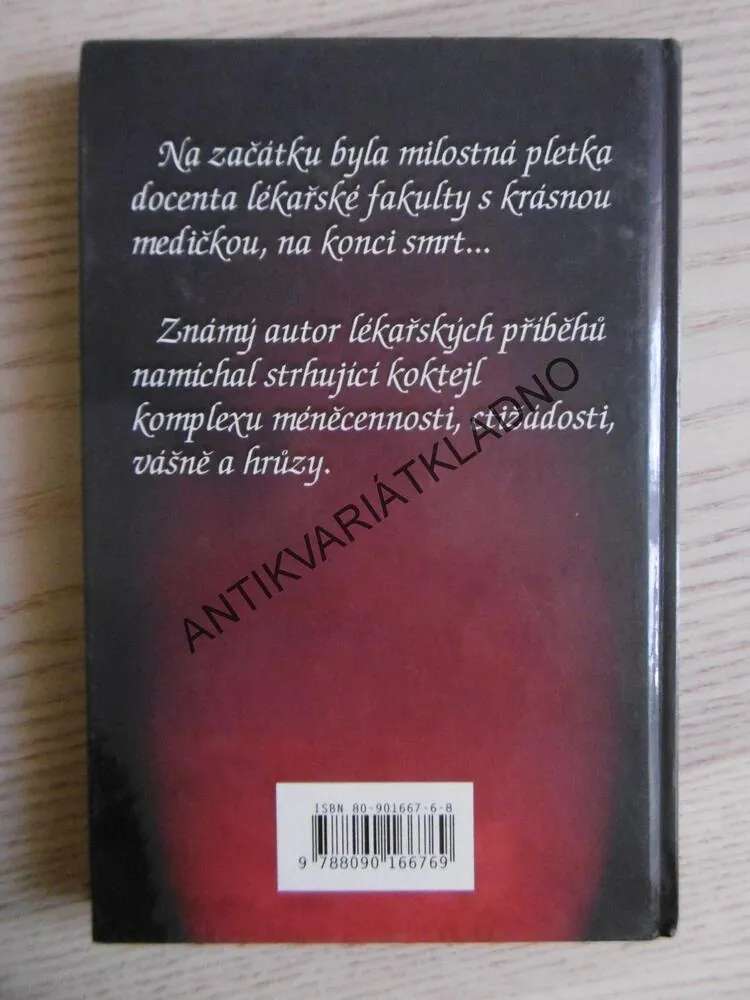 Na začátku byla milostná pletka
docenta lékařské fakulty s krásnou
medičkou, na konci smrt...
Známý autor lékařských příběhů
namíchal strhující koktejl
komplexu méněcennosti, ctižádosti,
vášně a hrůzy.
ANTIKVARIÁTKLADNO
ISBN 80-901667-6-8
9 788090 166769